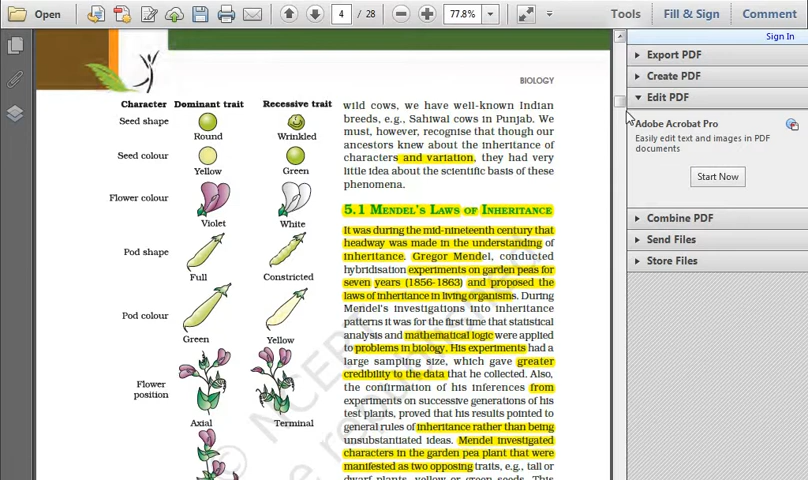 Open
4
/ 28
77.8%
Tools
Fill & Sign
Comment
Sign In
Export PDF
Create PDF
Edit PDF
Adobe Acrobat Pro
Easily edit text and images in PDF
documents
Start Now
Combine PDF
Send Files
Store Files
BIOLOGY
Character Dominant trait Recessive trait
Seed shape
Round Wrinkled
Seed colour
Yellow Green
Flower colour
Violet White
Pod shape
Full Constricted
Pod colour
Green Yellow
Flower
position
Axial Terminal
wild cows, we have well-known Indian
breeds, e.g., Sahiwal cows in Punjab. We
must, however, recognise that though our
ancestors knew about the inheritance of
characters and variation, they had very
little idea about the scientific basis of these
phenomena.
5.1 MENDEL'S LAWS OF INHERITANCE
It was during the mid-nineteenth century that
headway was made in the understanding of
inheritance. Gregor Mendel, conducted
hybridisation experiments on garden peas for
seven years (1856-1863) and proposed the
laws of inheritance in living organisms. During
Mendel's investigations into inheritance
patterns it was for the first time that statistical
analysis and mathematical logic were applied
to problems in biology. His experiments had a
large sampling size, which gave greater
credibility to the data that he collected. Also,
the confirmation of his inferences from
experiments on successive generations of his
test plants, proved that his results pointed to
general rules of inheritance rather than being
unsubstantiated ideas. Mendel investigated
characters in the garden pea plant that were
manifested as two opposing traits, e.g., tall or
dwarf plants, yellow or green seeds. This
© NCERT